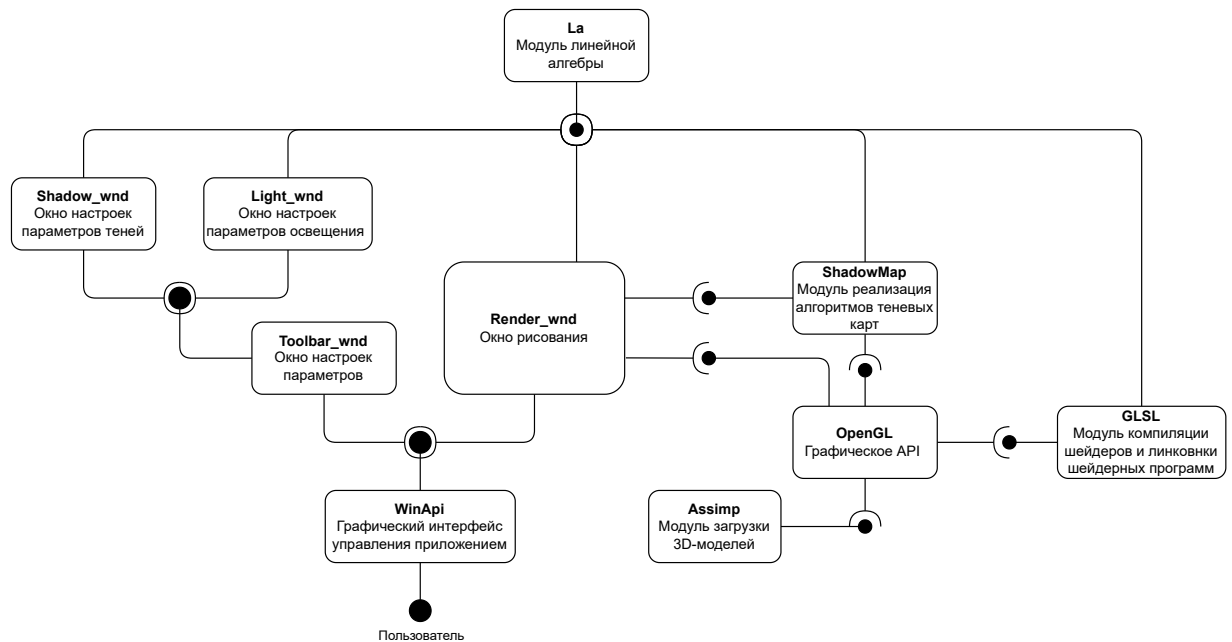 La
Модуль линейной
алгебры
Shadow_wnd
Окно настроек
параметров теней
Light_wnd
Окно настроек
параметров освещения
Render_wnd
Окно рисования
ShadowMap
Модуль реализация
алгоритмов теневых
карт
Toolbar_wnd
Окно настроек
параметров
OpenGL
Графическое API
GLSL
Модуль компиляции
шейдеров и линковнки
шейдерных программ
WinApi
Графический интерфейс
управления приложением
Assimp
Модуль загрузки
3D-моделей
Пользователь